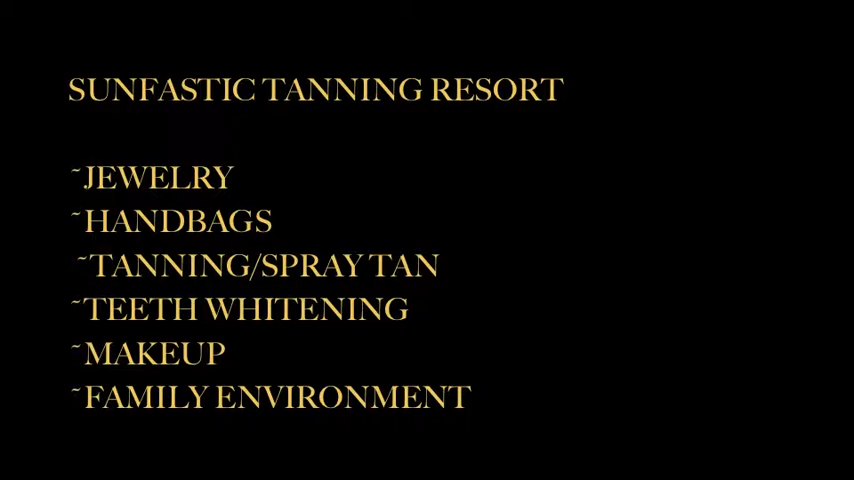 SUNFASTIC TANNING RESORT
~JEWELRY
~HANDBAGS
~TANNING/SPRAY TAN
~TEETH WHITENING
~MAKEUP
~FAMILY ENVIRONMENT